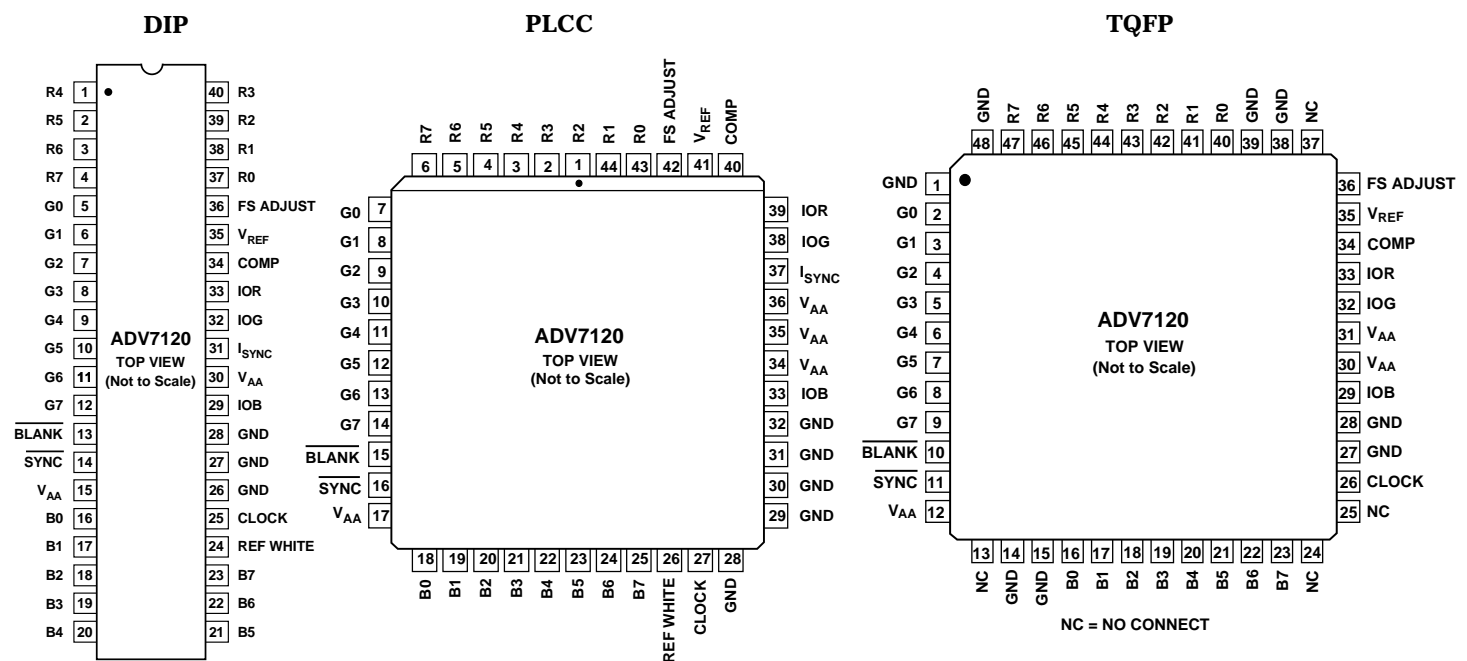 DIP
R4 1 40 R3
R5 2 39 R2
R6 3 38 R1
R7 4 37 R0
G0 5 36 FS ADJUST
G1 6 35 VREF
G2 7 34 COMP
G3 8 33 IOR
G4 9 32 IOG
G5 10 31 ISYNC
G6 11 30 VAA
G7 12 29 IOB
BLANK 13 28 GND
SYNC 14 27 GND
VAA 15 26 GND
B0 16 25 CLOCK
B1 17 24 REF WHITE
B2 18 23 B7
B3 19 22 B6
B4 20 21 B5
ADV7120
TOP VIEW
(Not to Scale)
PLCC
R7 R6 R5 R4 R3 R2 R1 R0 FS ADJUST VREF COMP
6 5 4 3 2 1 44 43 42 41 40
G0 7 39 IOR
G1 8 38 IOG
G2 9 37 ISYNC
G3 10 36 VAA
G4 11 35 VAA
G5 12 34 VAA
G6 13 33 IOB
G7 14 32 GND
BLANK 15 31 GND
SYNC 16 30 GND
VAA 17 29 GND
ADV7120
TOP VIEW
(Not to Scale)
18 19 20 21 22 23 24 25 26 27 28
B0 B1 B2 B3 B4 B5 B6 B7 REF WHITE CLOCK GND
TQFP
GND R7 R6 R5 R4 R3 R2 R1 R0 GND GND NC
48 47 46 45 44 43 42 41 40 39 38 37
GND 1 36 FS ADJUST
G0 2 35 VREF
G1 3 34 COMP
G2 4 33 IOR
G3 5 32 IOG
G4 6 31 VAA
G5 7 30 VAA
G6 8 29 IOB
G7 9 28 GND
BLANK 10 27 GND
SYNC 11 26 CLOCK
VAA 12 25 NC
ADV7120
TOP VIEW
(Not to Scale)
13 14 15 16 17 18 19 20 21 22 23 24
NC GND GND B0 B1 B2 B3 B4 B5 B6 B7 NC
NC = NO CONNECT